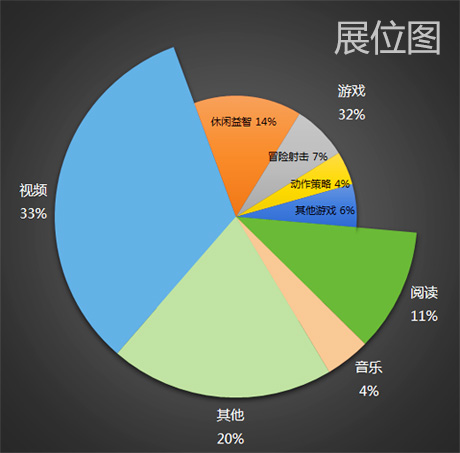 展位图
游戏
32%
休闲益智 14%
冒险射击 7%
动作策略 4%
其他游戏 6%
视频
33%
阅读
11%
音乐
4%
其他
20%